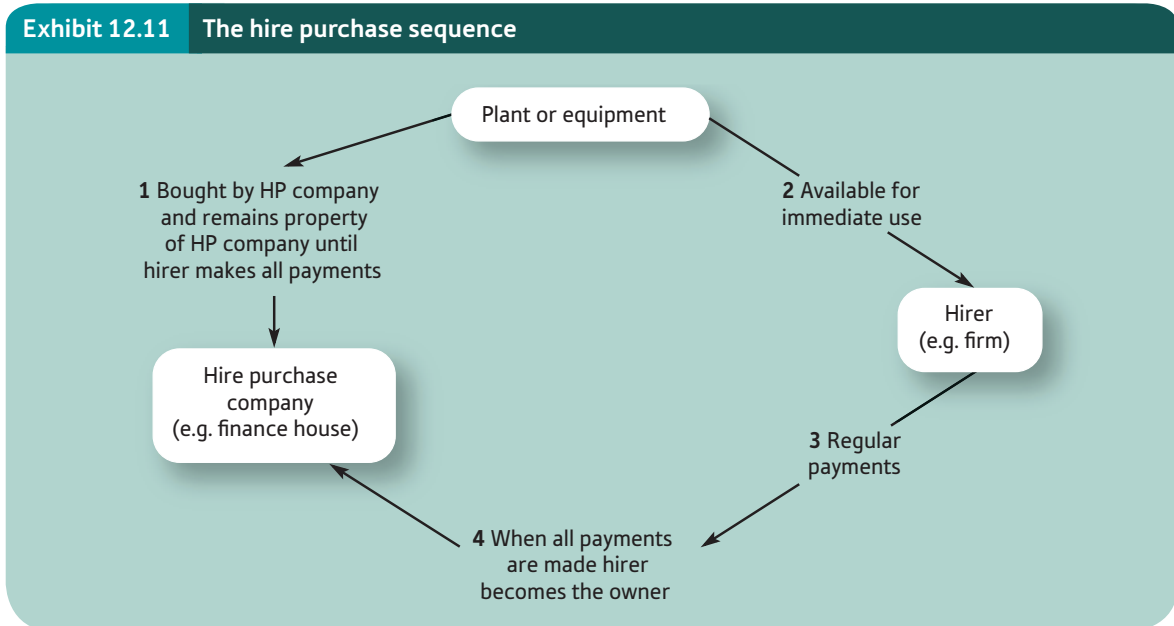 Exhibit 12.11 The hire purchase sequence
Plant or equipment
1 Bought by HP company
and remains property
of HP company until
hirer makes all payments
2 Available for
immediate use
Hirer
(e.g. firm)
Hire purchase
company
(e.g. finance house)
3 Regular
payments
4 When all payments
are made hirer
becomes the owner